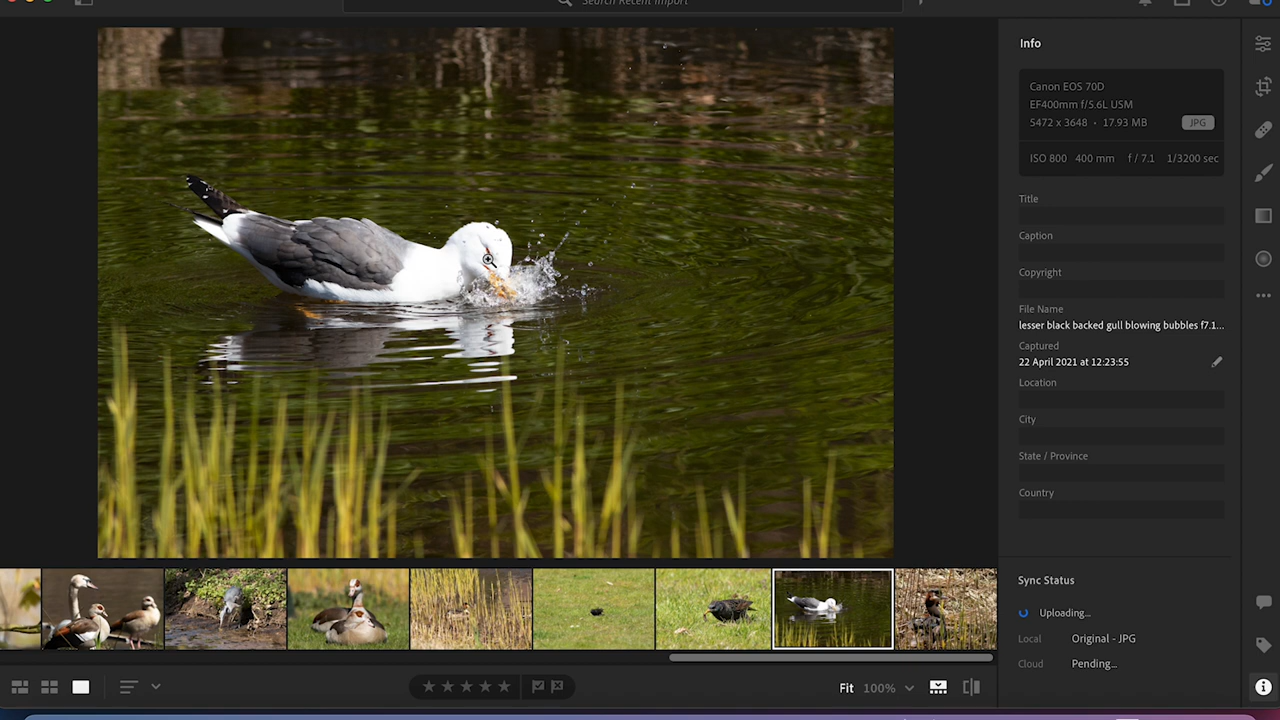 Search Recent Import
Info
Canon EOS 70D
EF400mm f/5.6L USM
5472 x 3648 · 17.93 MB JPG
ISO 800 400 mm f / 7.1 1/3200 sec
Title
Caption
Copyright
File Name
lesser black backed gull blowing bubbles f7.1...
Captured
22 April 2021 at 12:23:55
Location
City
State / Province
Country
Sync Status
Uploading...
Local Original - JPG
Cloud Pending...
Fit 100%